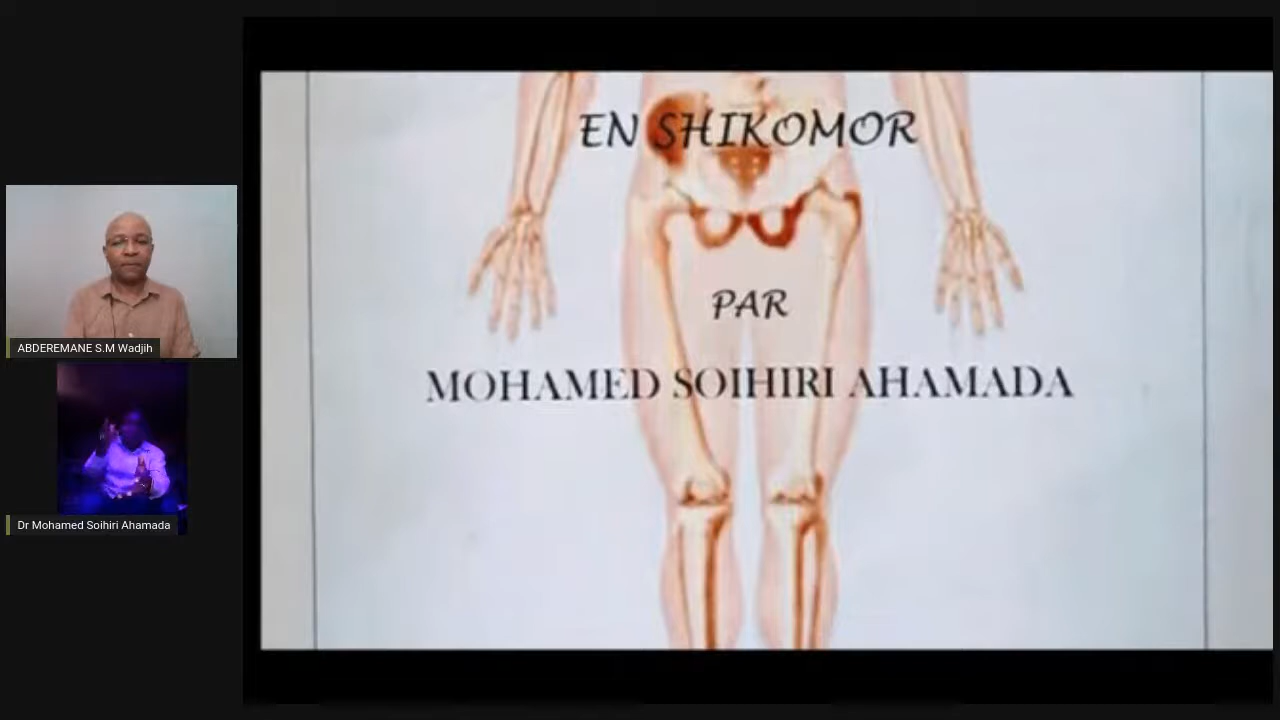 EN SHIKOMOR
PAR
MOHAMED SOIHIRI AHAMADA
ABDEREMANE S.M Wadjih
Dr Mohamed Soihiri Ahamada